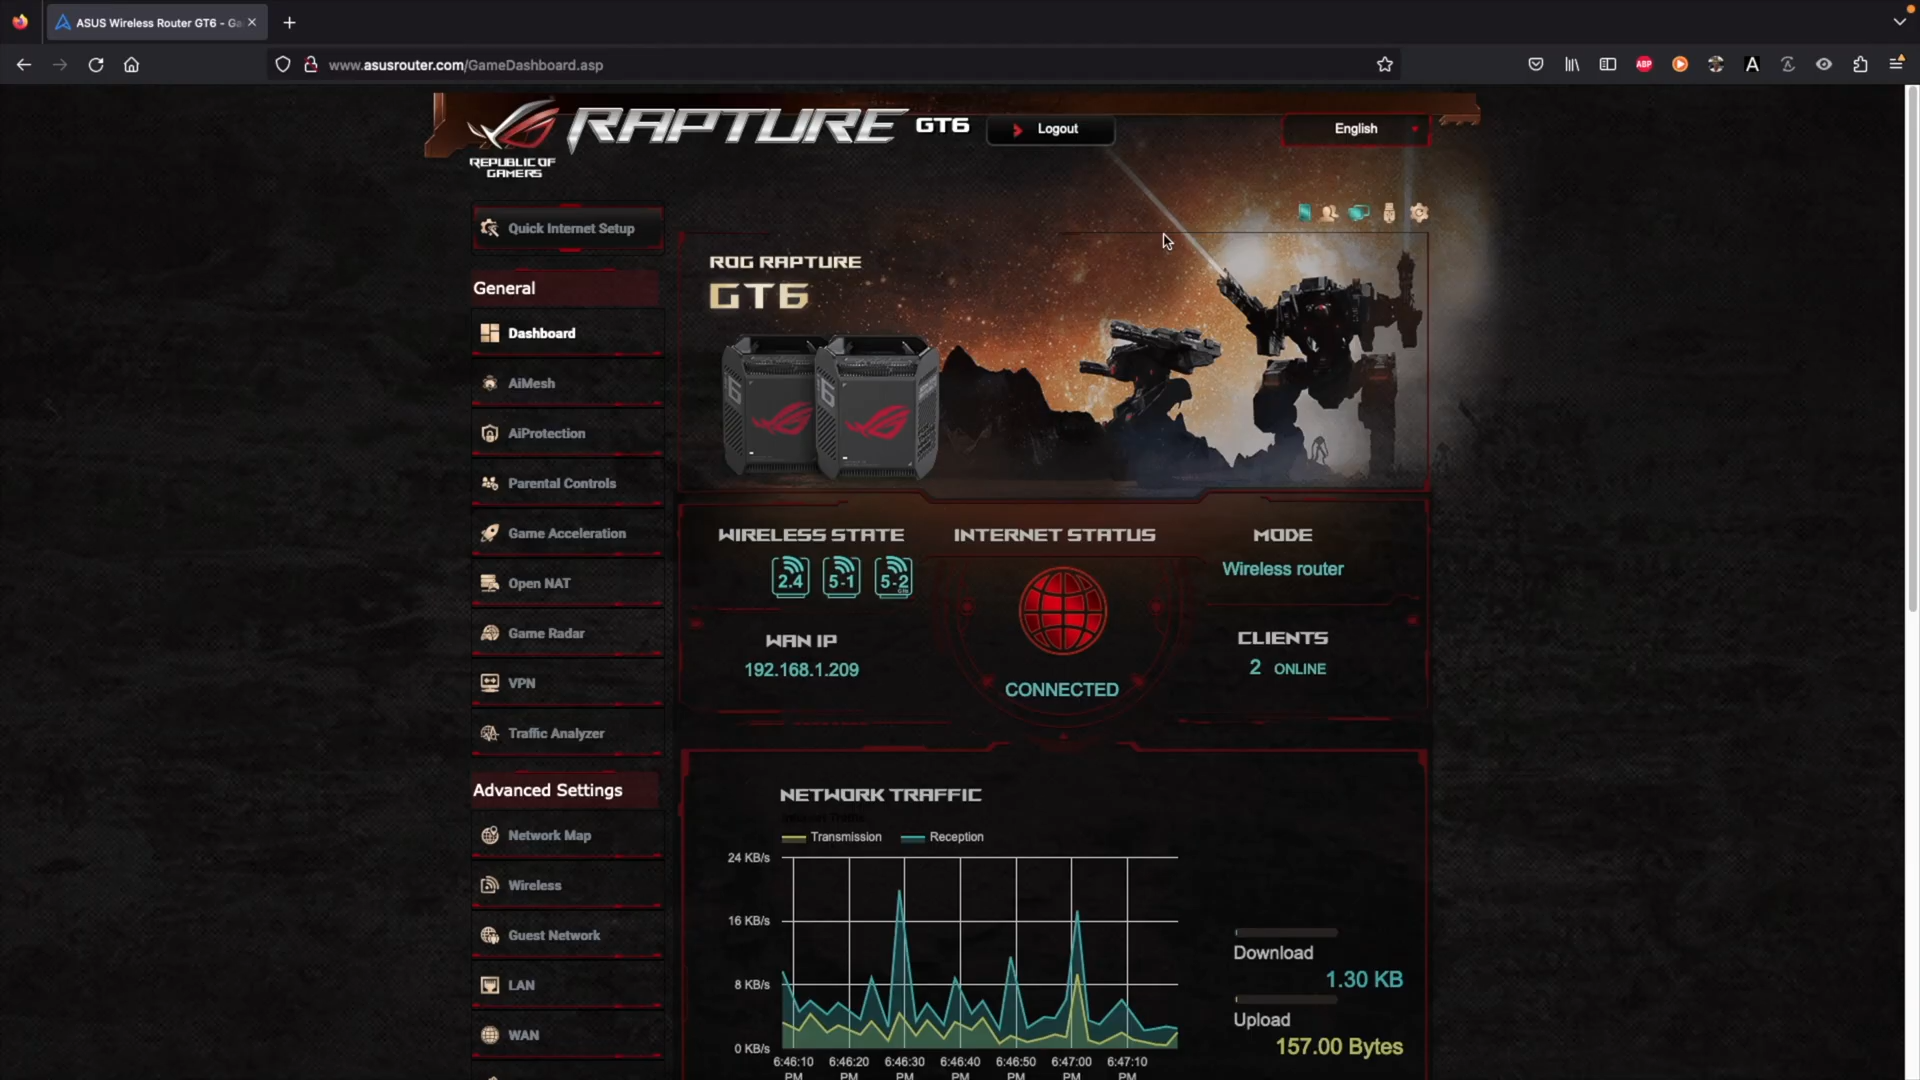 ASUS Wireless Router GT6 - Ga
www.asusrouter.com/GameDashboard.asp
ABP
A
RAPTURE GT6
Logout
English
REPUBLIC OF
GAMERS
Quick Internet Setup
General
Dashboard
AiMesh
AiProtection
Parental Controls
Game Acceleration
Open NAT
Game Radar
VPN
Traffic Analyzer
Advanced Settings
Network Map
Wireless
Guest Network
LAN
WAN
ROG RAPTURE
GT6
6
6
WIRELESS STATE
2.4
5-1
5-2
GHz
WAN IP
192.168.1.209
INTERNET STATUS
CONNECTED
MODE
Wireless router
CLIENTS
2 ONLINE
NETWORK TRAFFIC
Transmission
Reception
24 KB/s
16 KB/s
8 KB/s
0 KB/s
6:46:10 PM
6:46:20 PM
6:46:30 PM
6:46:40 PM
6:46:50 PM
6:47:00 PM
6:47:10 PM
Download
1.30 KB
Upload
157.00 Bytes